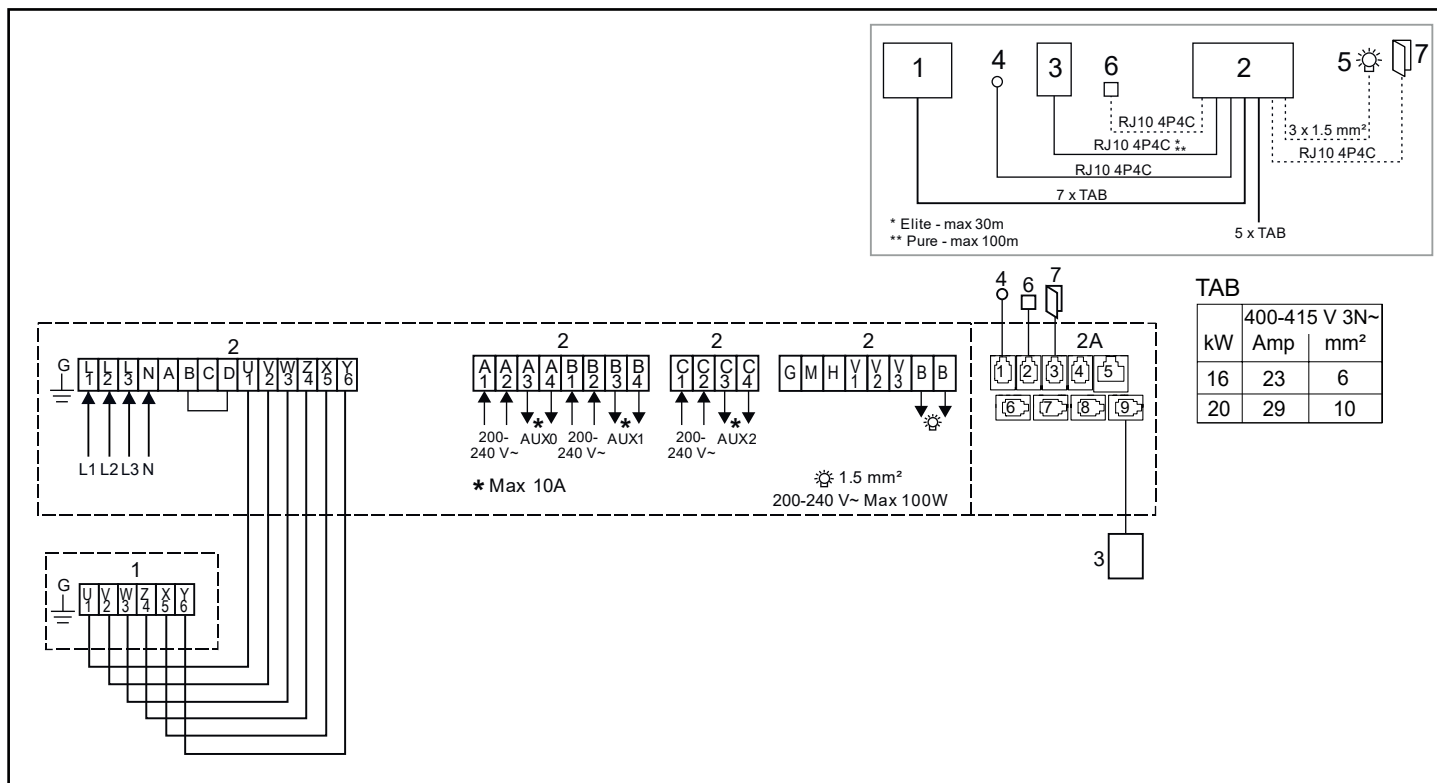 1 4 3 6 2 5 7
RJ10 4P4C
3 x 1.5 mm²
RJ10 4P4C *
**
RJ10 4P4C
RJ10 4P4C
7 x TAB
* Elite - max 30m
** Pure - max 100m
5 x TAB
TAB
400-415 V 3N~
kW Amp mm²
16 23 6
20 29 10
4 6 7
2 2 2 2 2A
G L1 L2 L3 N A B C D U1 V2 W3 Z4 X5 Y6
A1 A2 A3 A4 B1 B2 B3 B4
C1 C2 C3 C4
G M H V1 V2 V3 B B
1 2 3 4 5
6 7 8 9
L1 L2 L3 N
200-240 V~
* AUX0
200-240 V~
* AUX1
200-240 V~
* AUX2
* Max 10A
1.5 mm²
200-240 V~ Max 100W
3
1
G U1 V2 W3 Z4 X5 Y6